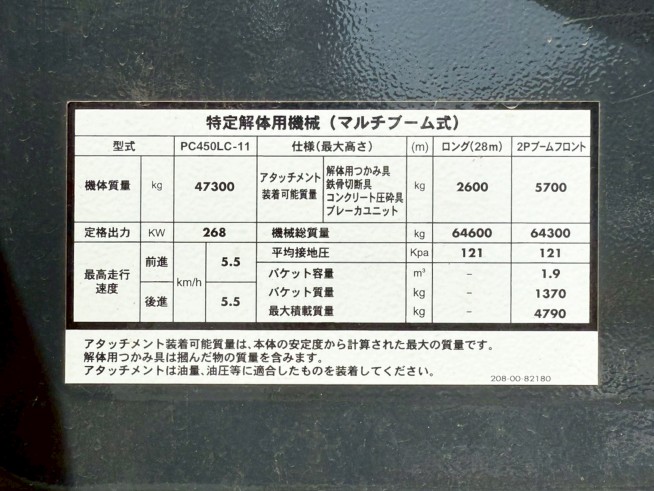 特定解体用機械（マルチブーム式）
型式 PC450LC-11 仕様(最大高さ) (m) ロング(28m) 2Pブームフロント
機体質量 kg 47300 アタッチメント装着可能質量 解体用つかみ具 鉄骨切断具 コンクリート圧砕具 ブレーカユニット kg 2600 5700
定格出力 KW 268 機械総質量 kg 64600 64300
最高走行速度 前進 km/h 5.5 平均接地圧 Kpa 121 121
バケット容量 m³ – 1.9
後進 5.5 バケット質量 kg – 1370
最大積載質量 kg – 4790
アタッチメント装着可能質量は、本体の安定度から計算された最大の質量です。
解体用つかみ具は掴んだ物の質量を含みます。
アタッチメントは油量、油圧等に適合したものを装着してください。
208-00-82180